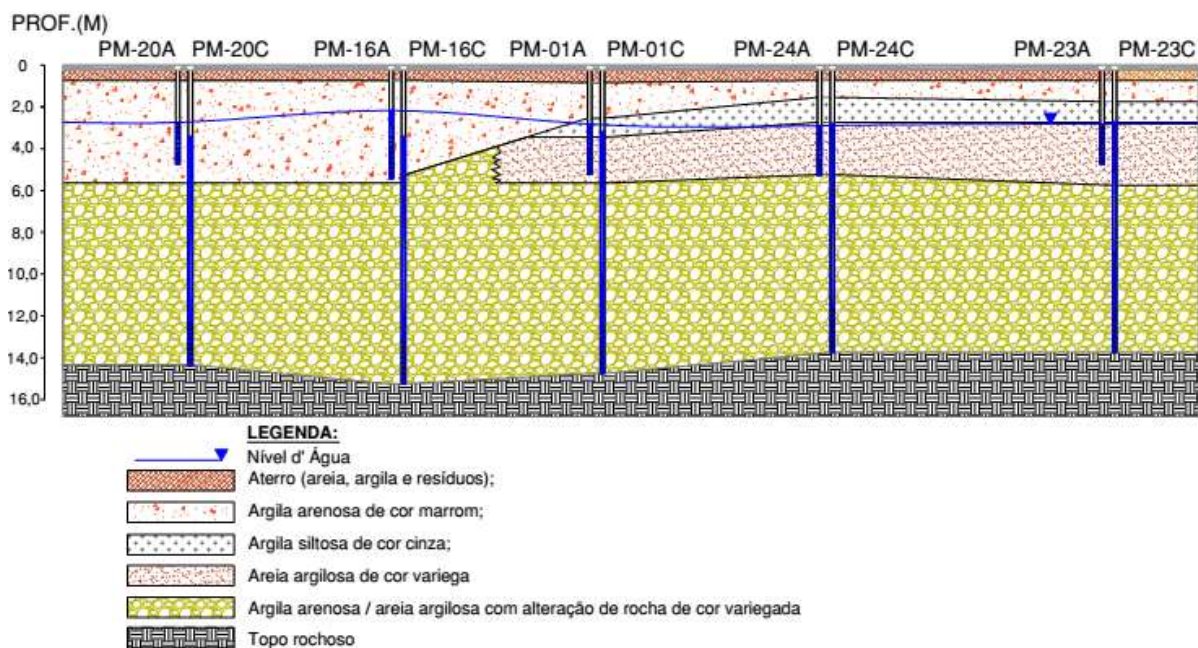 PROF.(M)
PM-20A PM-20C PM-16A PM-16C PM-01A PM-01C PM-24A PM-24C PM-23A PM-23C
0
2,0
4,0
6,0
8,0
10,0
12,0
14,0
16,0
LEGENDA:
Nível d' Água
Aterro (areia, argila e resíduos);
Argila arenosa de cor marrom;
Argila siltosa de cor cinza;
Areia argilosa de cor variega
Argila arenosa / areia argilosa com alteração de rocha de cor variegada
Topo rochoso